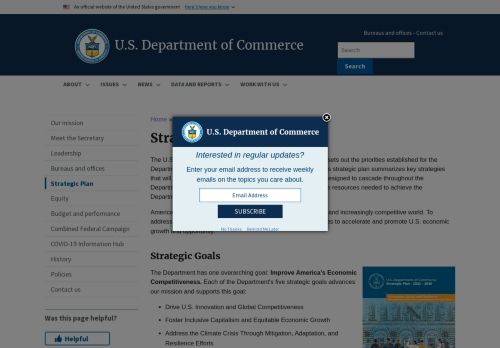 An official website of the United States government Here's how you know
U.S. Department of Commerce
Bureaus and offices - Contact us
Search
Search
ABOUT
ISSUES
NEWS
DATA AND REPORTS
WORK WITH US
Our mission
Meet the Secretary
Leadership
Bureaus and offices
Strategic Plan
Equity
Budget and performance
Combined Federal Campaign
COVID-19 Information Hub
History
Policies
Contact us
Was this page helpful?
Helpful
Home »
Stra
The U.S.
sets out the priorities established for the
Departm
s strategic plan summarizes key strategies
that will
esigned to cascade throughout the
Departm
resources needed to achieve the
Departm
America
and increasingly competitive world. To
address
es to accelerate and promote U.S. economic
growth and opportunity.
U.S. Department of Commerce
Interested in regular updates?
Enter your email address to receive weekly
emails on the topics you care about.
Email Address
SUBSCRIBE
No Thanks
Remind Me Later
Strategic Goals
The Department has one overarching goal: Improve America's Economic
Competitiveness. Each of the Department's five strategic goals advances
our mission and supports this goal:
• Drive U.S. Innovation and Global Competitiveness
• Foster Inclusive Capitalism and Equitable Economic Growth
• Address the Climate Crisis Through Mitigation, Adaptation, and
Resilience Efforts
U.S. Department of Commerce
Strategic Plan 2022 - 2026